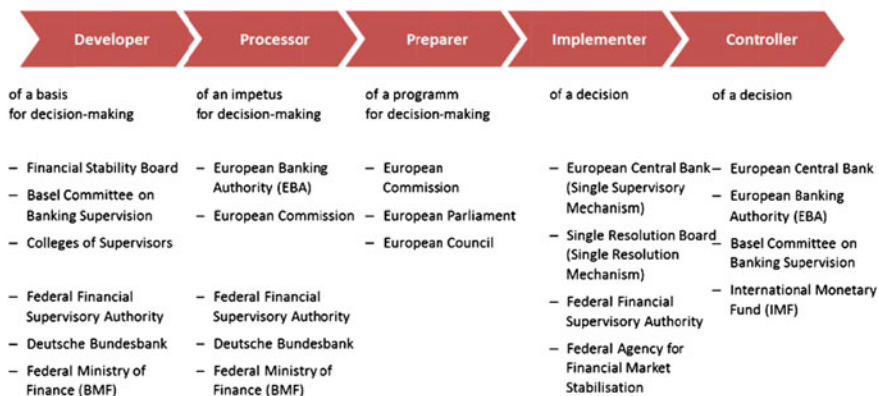 Developer
Processor
Preparer
Implementer
Controller
of a basis
for decision-making
of an impetus
for decision-making
of a programm
for decision-making
of a decision
of a decision
– Financial Stability Board
– Basel Committee on
Banking Supervision
– Colleges of Supervisors
– Federal Financial
Supervisory Authority
– Deutsche Bundesbank
– Federal Ministry of
Finance (BMF)
– European Banking
Authority (EBA)
– European Commission
– Federal Financial
Supervisory Authority
– Deutsche Bundesbank
– Federal Ministry of
Finance (BMF)
– European
Commission
– European Parliament
– European Council
– European Central Bank
(Single Supervisory
Mechanism)
– Single Resolution Board
(Single Resolution
Mechanism)
– Federal Financial
Supervisory Authority
– Federal Agency for
Financial Market
Stabilisation
– European Central Bank
– European Banking
Authority (EBA)
– Basel Committee on
Banking Supervision
– International Monetary
Fund (IMF)